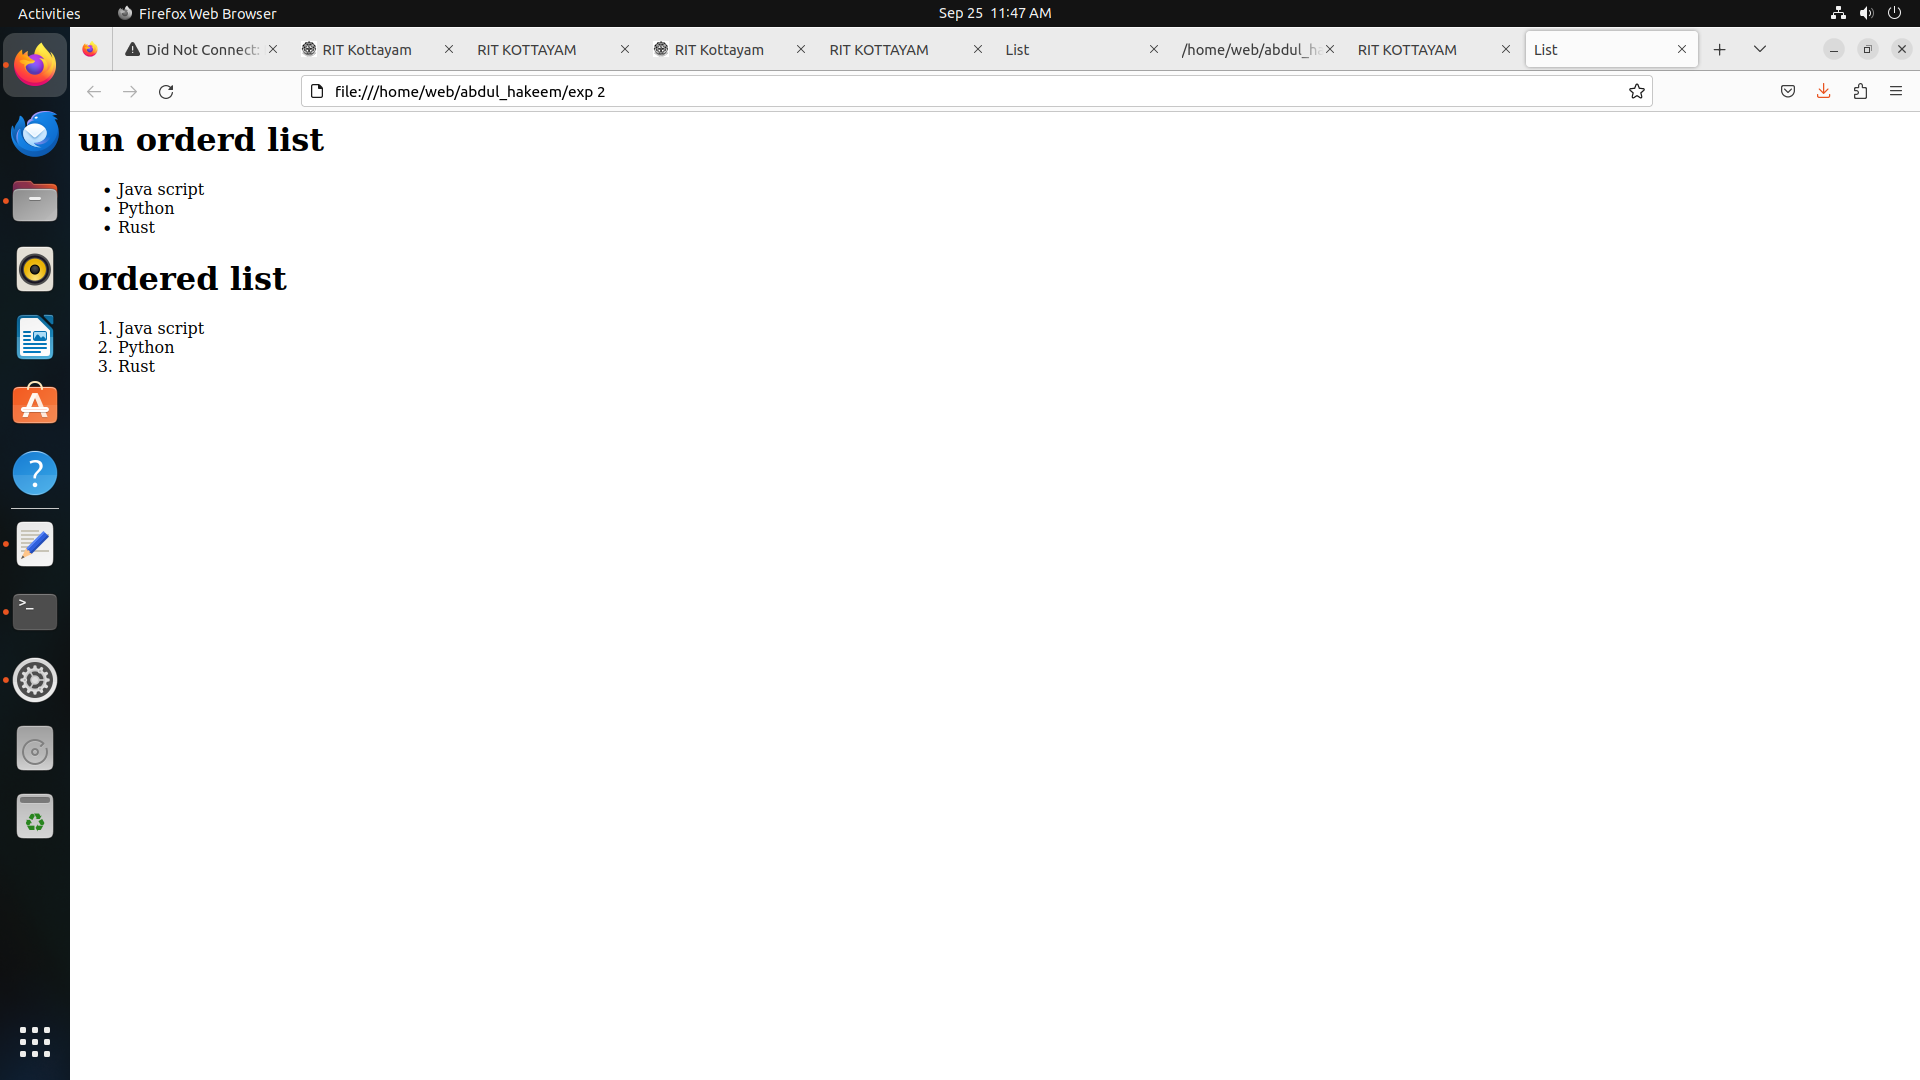 Activities Firefox Web Browser Sep 25 11:47 AM
Did Not Connect: RIT Kottayam RIT KOTTAYAM RIT Kottayam RIT KOTTAYAM List /home/web/abdul_ha RIT KOTTAYAM List
file:///home/web/abdul_hakeem/exp 2
un orderd list
• Java script
• Python
• Rust
ordered list
1. Java script
2. Python
3. Rust